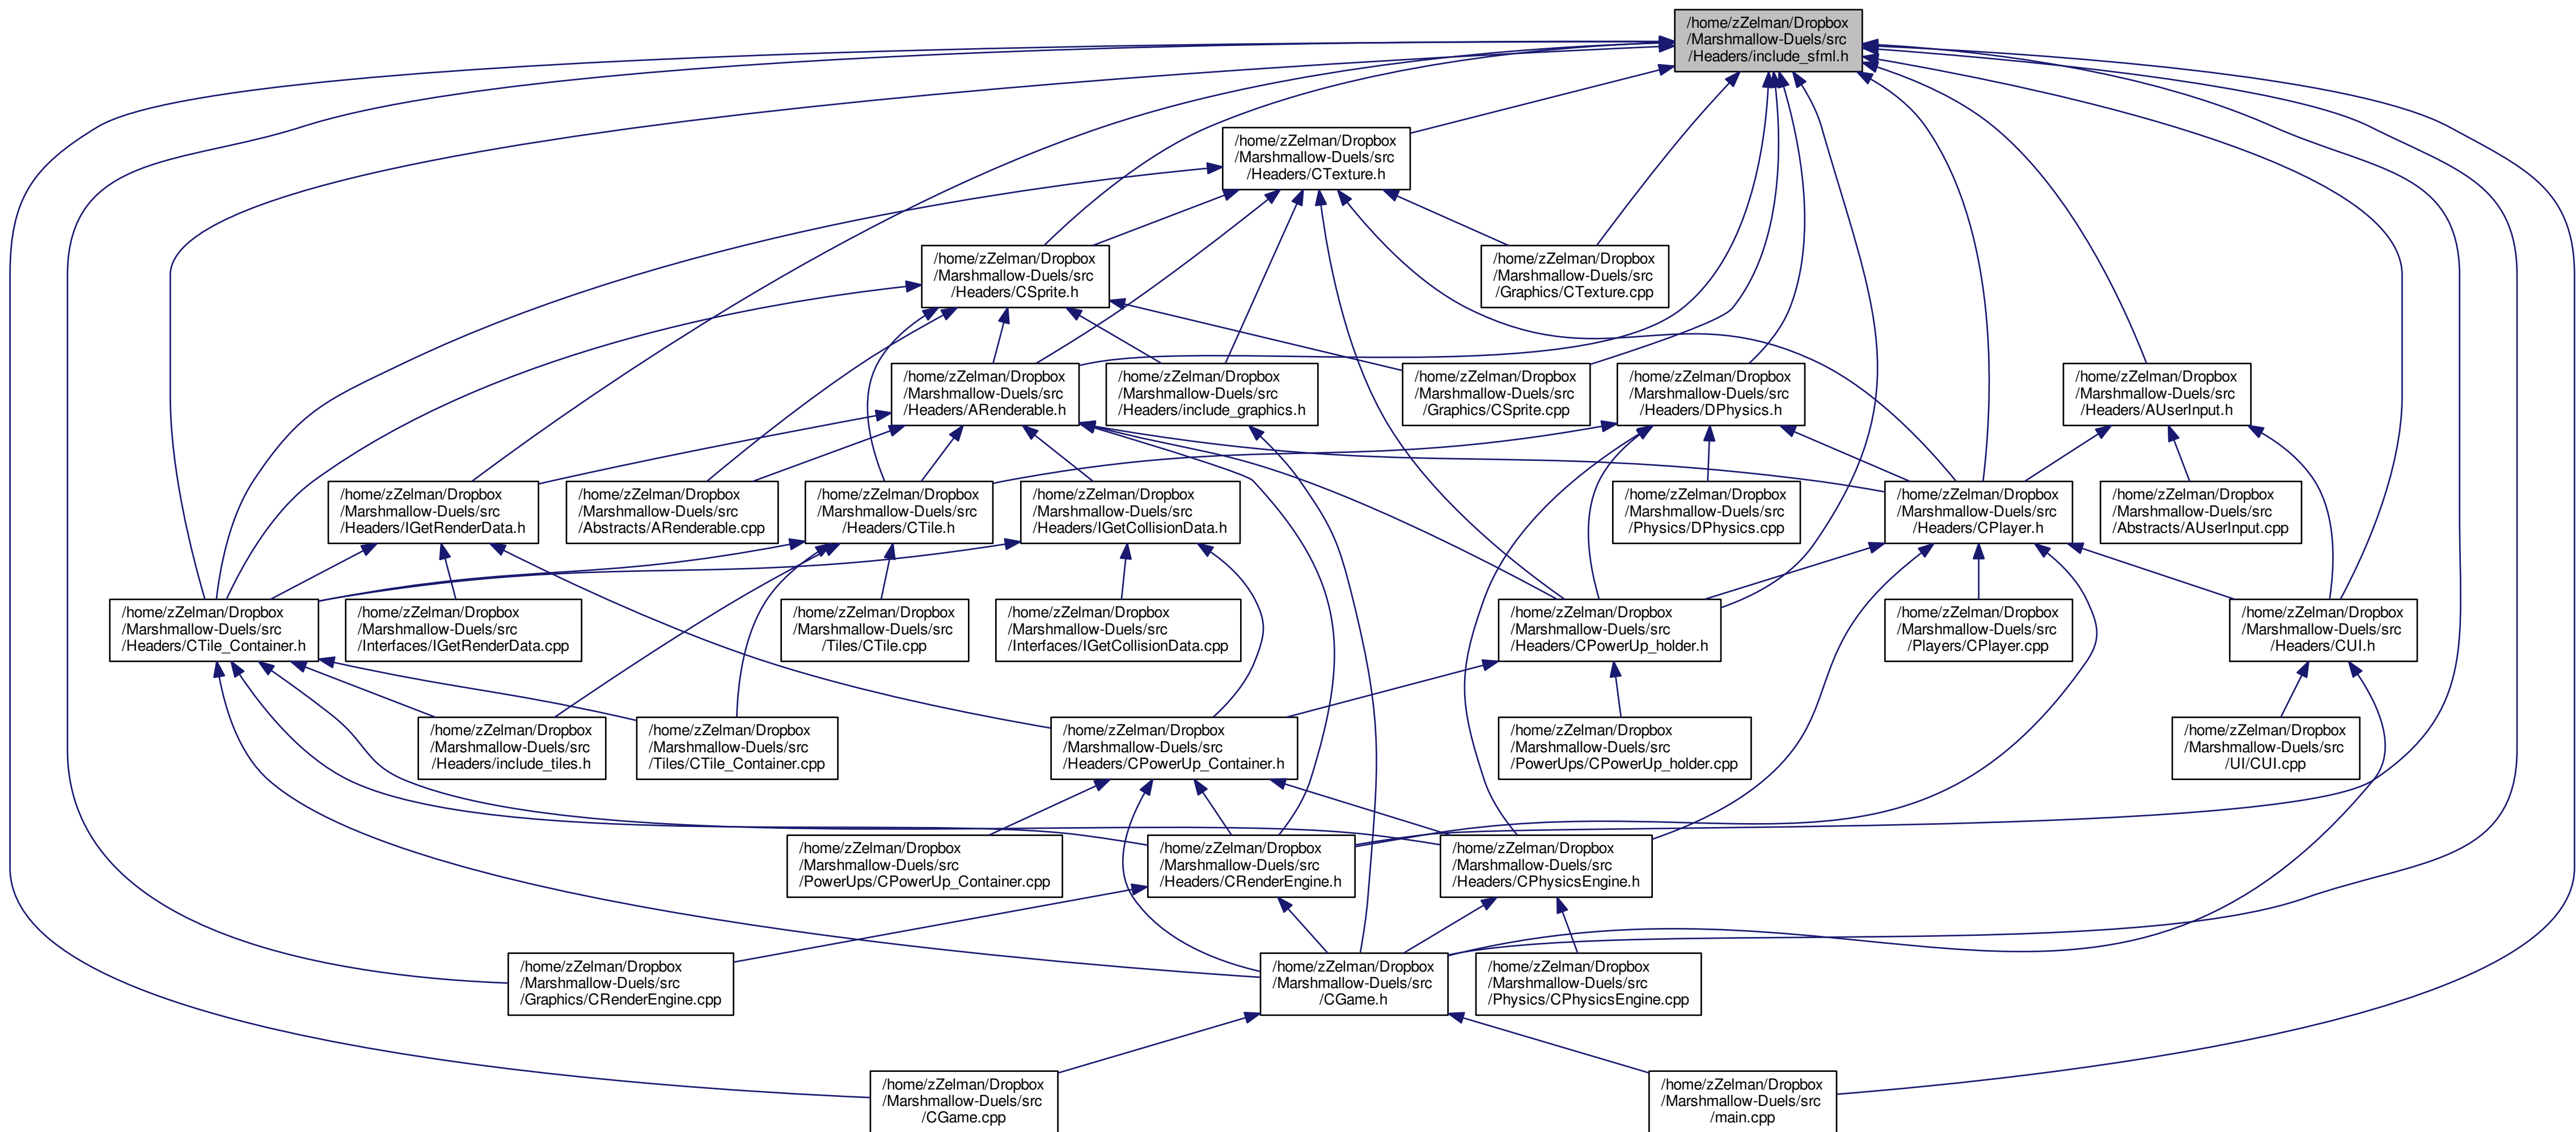 /home/zZelman/Dropbox
/Marshmallow-Duels/src
/Headers/include_sfml.h
/home/zZelman/Dropbox
/Marshmallow-Duels/src
/Headers/CTexture.h
/home/zZelman/Dropbox
/Marshmallow-Duels/src
/Headers/CSprite.h
/home/zZelman/Dropbox
/Marshmallow-Duels/src
/Graphics/CTexture.cpp
/home/zZelman/Dropbox
/Marshmallow-Duels/src
/Headers/ARenderable.h
/home/zZelman/Dropbox
/Marshmallow-Duels/src
/Headers/include_graphics.h
/home/zZelman/Dropbox
/Marshmallow-Duels/src
/Graphics/CSprite.cpp
/home/zZelman/Dropbox
/Marshmallow-Duels/src
/Headers/DPhysics.h
/home/zZelman/Dropbox
/Marshmallow-Duels/src
/Headers/AUserInput.h
/home/zZelman/Dropbox
/Marshmallow-Duels/src
/Headers/IGetRenderData.h
/home/zZelman/Dropbox
/Marshmallow-Duels/src
/Abstracts/ARenderable.cpp
/home/zZelman/Dropbox
/Marshmallow-Duels/src
/Headers/CTile.h
/home/zZelman/Dropbox
/Marshmallow-Duels/src
/Headers/IGetCollisionData.h
/home/zZelman/Dropbox
/Marshmallow-Duels/src
/Physics/DPhysics.cpp
/home/zZelman/Dropbox
/Marshmallow-Duels/src
/Headers/CPlayer.h
/home/zZelman/Dropbox
/Marshmallow-Duels/src
/Abstracts/AUserInput.cpp
/home/zZelman/Dropbox
/Marshmallow-Duels/src
/Headers/CTile_Container.h
/home/zZelman/Dropbox
/Marshmallow-Duels/src
/Interfaces/IGetRenderData.cpp
/home/zZelman/Dropbox
/Marshmallow-Duels/src
/Tiles/CTile.cpp
/home/zZelman/Dropbox
/Marshmallow-Duels/src
/Interfaces/IGetCollisionData.cpp
/home/zZelman/Dropbox
/Marshmallow-Duels/src
/Headers/CPowerUp_holder.h
/home/zZelman/Dropbox
/Marshmallow-Duels/src
/Players/CPlayer.cpp
/home/zZelman/Dropbox
/Marshmallow-Duels/src
/Headers/CUI.h
/home/zZelman/Dropbox
/Marshmallow-Duels/src
/Headers/include_tiles.h
/home/zZelman/Dropbox
/Marshmallow-Duels/src
/Tiles/CTile_Container.cpp
/home/zZelman/Dropbox
/Marshmallow-Duels/src
/Headers/CPowerUp_Container.h
/home/zZelman/Dropbox
/Marshmallow-Duels/src
/PowerUps/CPowerUp_holder.cpp
/home/zZelman/Dropbox
/Marshmallow-Duels/src
/UI/CUI.cpp
/home/zZelman/Dropbox
/Marshmallow-Duels/src
/PowerUps/CPowerUp_Container.cpp
/home/zZelman/Dropbox
/Marshmallow-Duels/src
/Headers/CRenderEngine.h
/home/zZelman/Dropbox
/Marshmallow-Duels/src
/Headers/CPhysicsEngine.h
/home/zZelman/Dropbox
/Marshmallow-Duels/src
/Graphics/CRenderEngine.cpp
/home/zZelman/Dropbox
/Marshmallow-Duels/src
/CGame.h
/home/zZelman/Dropbox
/Marshmallow-Duels/src
/Physics/CPhysicsEngine.cpp
/home/zZelman/Dropbox
/Marshmallow-Duels/src
/CGame.cpp
/home/zZelman/Dropbox
/Marshmallow-Duels/src
/main.cpp